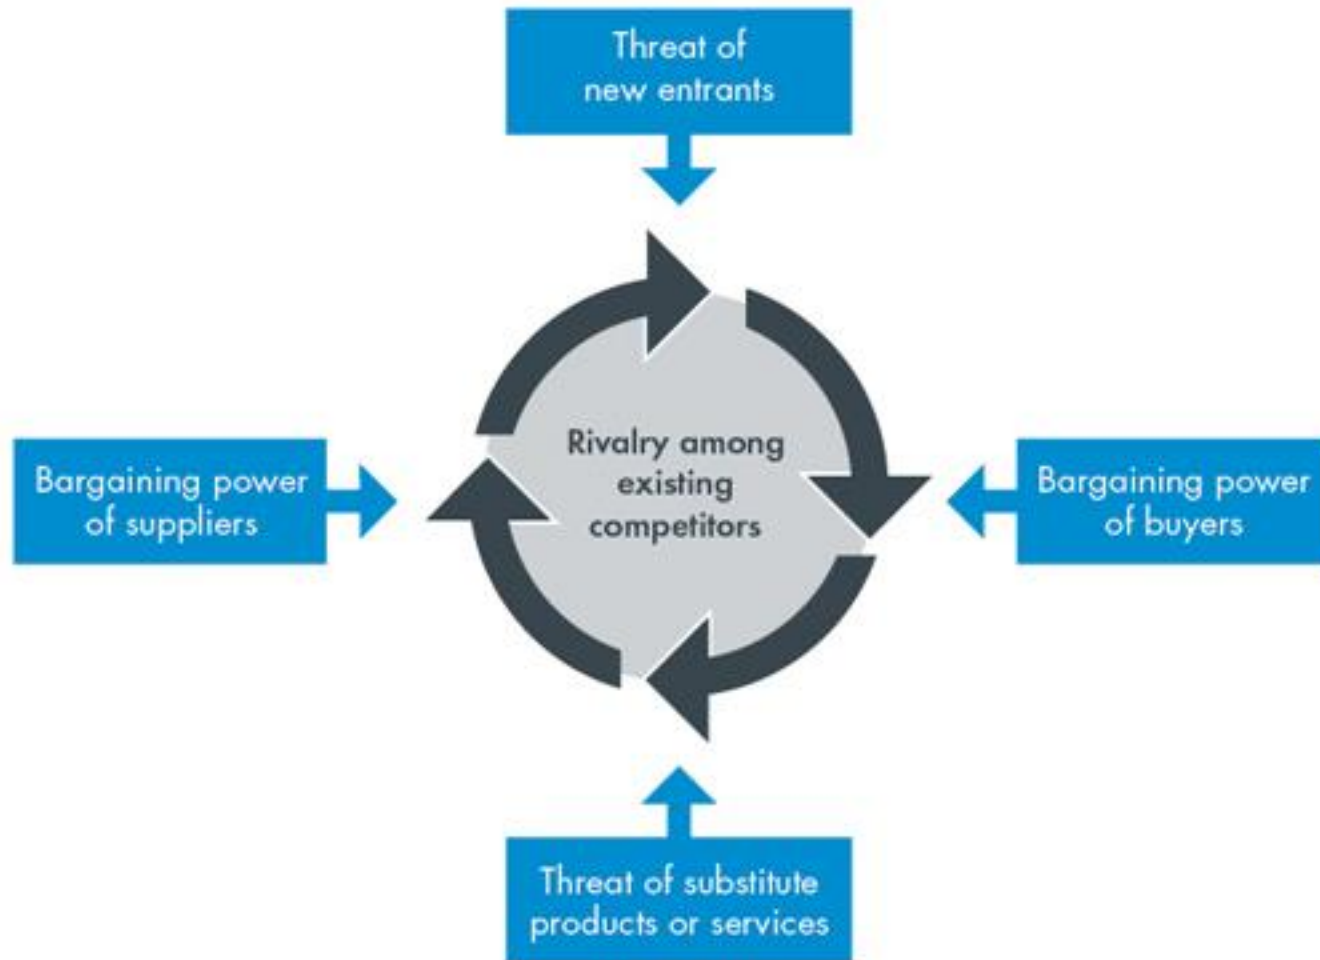 Threat of
new entrants
Rivalry among
existing
competitors
Bargaining power
of suppliers
Bargaining power
of buyers
Threat of substitute
products or services